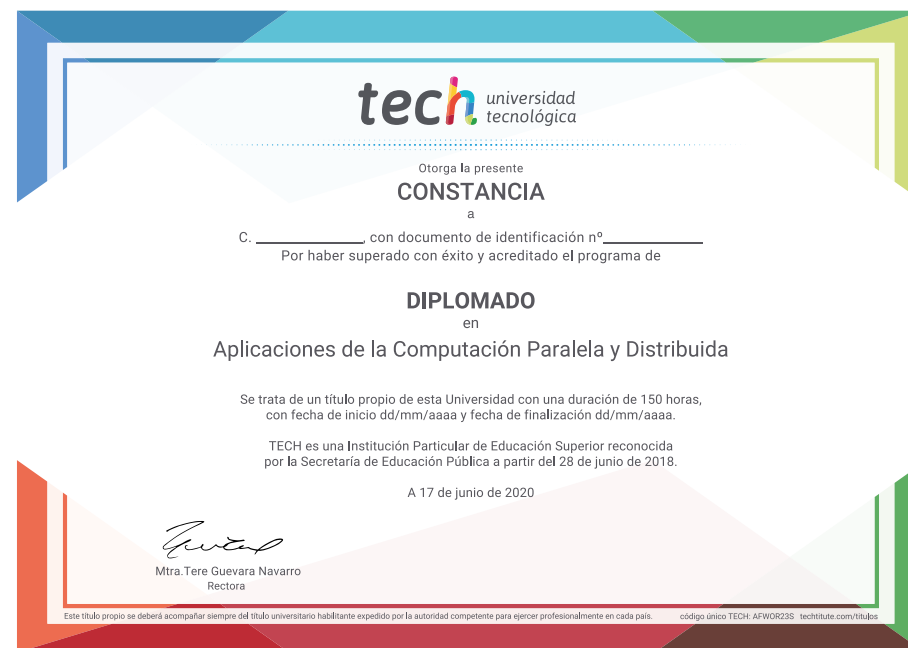 tech universidad
tecnológica
Otorga la presente
CONSTANCIA
a
C. ______________, con documento de identificación nº_____________
Por haber superado con éxito y acreditado el programa de
DIPLOMADO
en
Aplicaciones de la Computación Paralela y Distribuida
Se trata de un título propio de esta Universidad con una duración de 150 horas,
con fecha de inicio dd/mm/aaaa y fecha de finalización dd/mm/aaaa.
TECH es una Institución Particular de Educación Superior reconocida
por la Secretaría de Educación Pública a partir del 28 de junio de 2018.
A 17 de junio de 2020
Mtra.Tere Guevara Navarro
Rectora
Este título propio se deberá acompañar siempre del título universitario habilitante expedido por la autoridad competente para ejercer profesionalmente en cada país. código único TECH: AFWOR23S techtitute.com/titulos